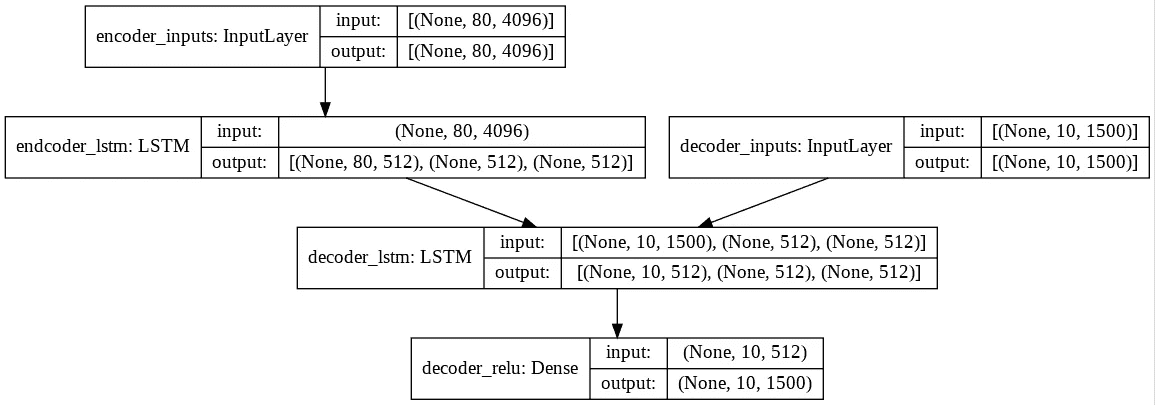 encoder_inputs: InputLayer
input: [(None, 80, 4096)]
output: [(None, 80, 4096)]
endcoder_lstm: LSTM
input: (None, 80, 4096)
output: [(None, 80, 512), (None, 512), (None, 512)]
decoder_inputs: InputLayer
input: [(None, 10, 1500)]
output: [(None, 10, 1500)]
decoder_lstm: LSTM
input: [(None, 10, 1500), (None, 512), (None, 512)]
output: [(None, 10, 512), (None, 512), (None, 512)]
decoder_relu: Dense
input: (None, 10, 512)
output: (None, 10, 1500)